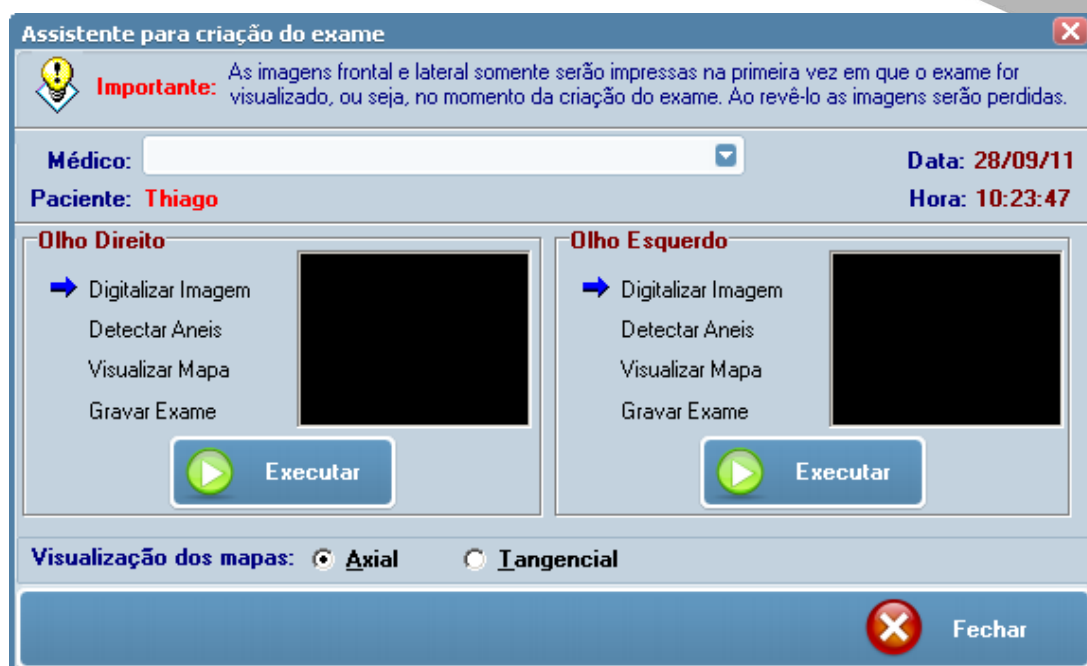 Assistente para criação do exame
Importante: As imagens frontal e lateral somente serão impressas na primeira vez em que o exame for
visualizado, ou seja, no momento da criação do exame. Ao revê-lo as imagens serão perdidas.
Médico:
Data: 28/09/11
Paciente: Thiago
Hora: 10:23:47
Olho Direito
Digitalizar Imagem
Detectar Aneis
Visualizar Mapa
Gravar Exame
Executar
Olho Esquerdo
Digitalizar Imagem
Detectar Aneis
Visualizar Mapa
Gravar Exame
Executar
Visualização dos mapas: Axial Tangencial
Fechar